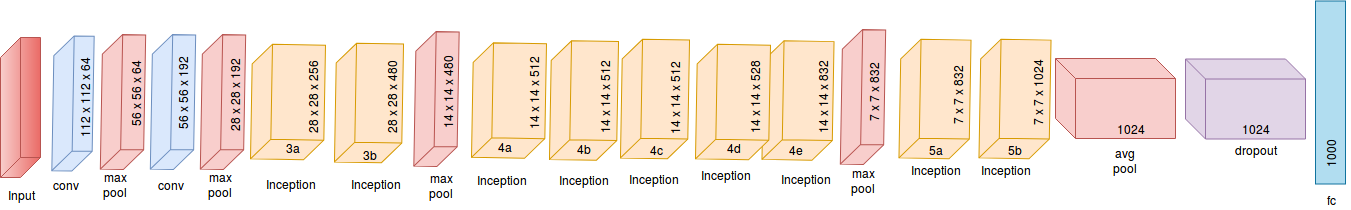 Input
112 x 112 x 64
conv
56 x 56 x 64
max
pool
56 x 56 x 192
conv
28 x 28 x 192
max
pool
28 x 28 x 256
3a
Inception
28 x 28 x 480
3b
Inception
14 x 14 x 480
max
pool
14 x 14 x 512
4a
Inception
14 x 14 x 512
4b
Inception
14 x 14 x 512
4c
Inception
14 x 14 x 528
4d
Inception
14 x 14 x 832
4e
Inception
7 x 7 x 832
max
pool
7 x 7 x 832
5a
Inception
7 x 7 x 1024
5b
Inception
1024
avg
pool
1024
dropout
1000
fc